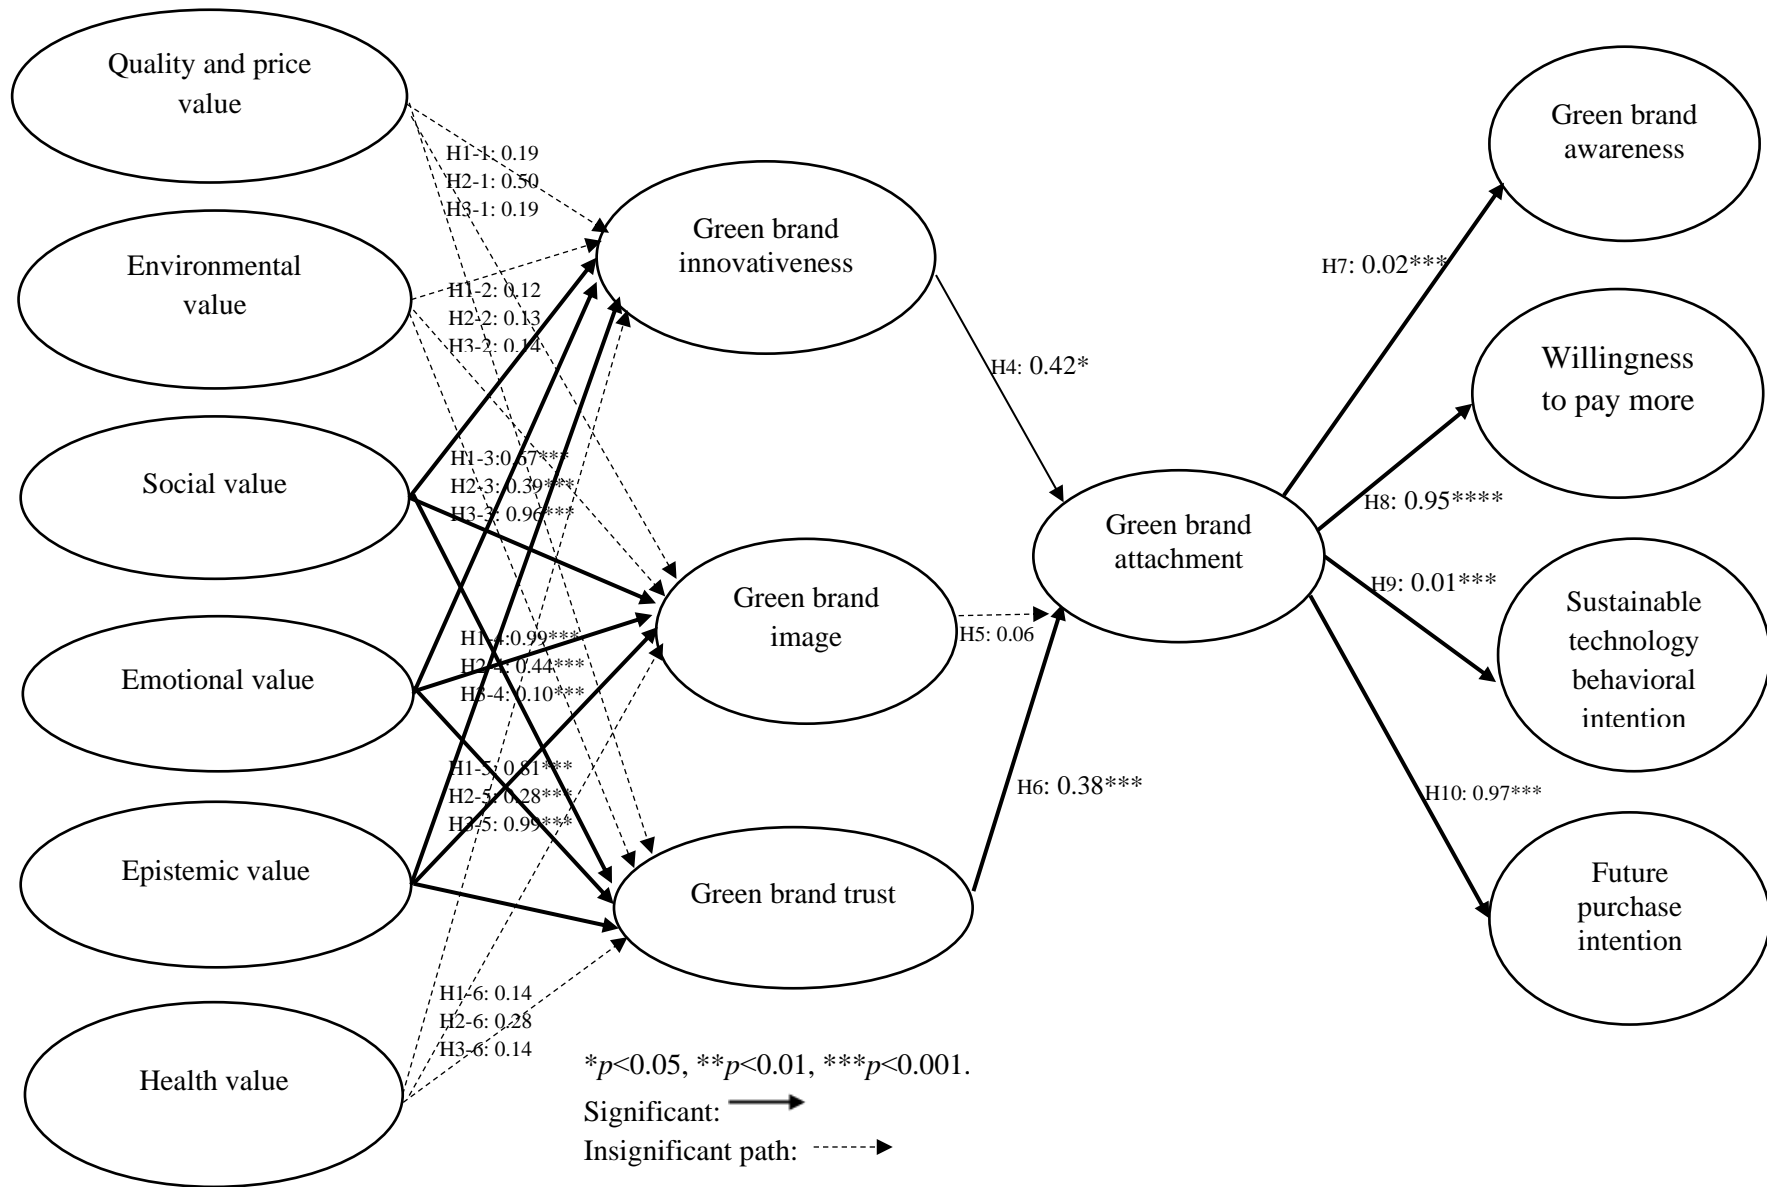 Quality and price
value
Environmental
value
Social value
Emotional value
Epistemic value
Health value
H1-1: 0.19
H2-1: 0.50
H3-1: 0.19
H1-2: 0.12
H2-2: 0.13
H3-2: 0.14
H1-3:0.67***
H2-3: 0.39***
H3-3: 0.96***
H1-4:0.99***
H2-4: 0.44***
H3-4: 0.10***
H1-5: 0.81***
H2-5: 0.28***
H3-5: 0.99***
H1-6: 0.14
H2-6: 0.28
H3-6: 0.14
Green brand
innovativeness
Green brand
image
Green brand trust
H4: 0.42*
H5: 0.06
H6: 0.38***
Green brand
attachment
H7: 0.02***
H8: 0.95****
H9: 0.01***
H10: 0.97***
Green brand
awareness
Willingness
to pay more
Sustainable
technology
behavioral
intention
Future
purchase
intention
*p<0.05, **p<0.01, ***p<0.001.
Significant:
Insignificant path: